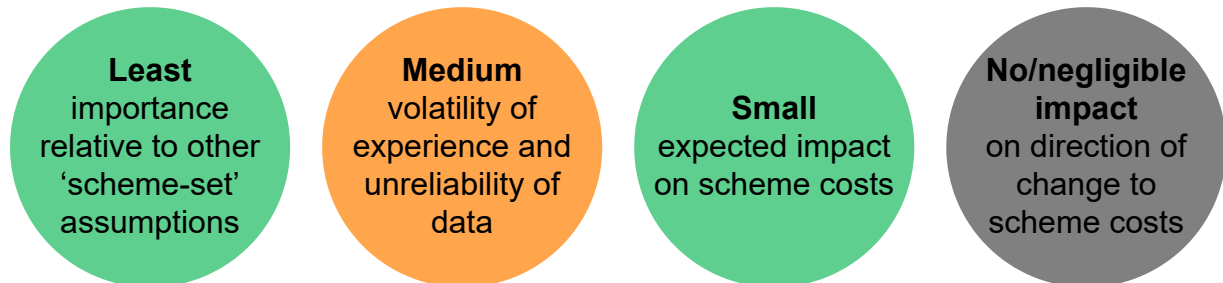 Least
importance
relative to other
‘scheme-set’
assumptions
Medium
volatility of
experience and
unreliability of
data
Small
expected impact
on scheme costs
No/negligible
impact
on direction of
change to
scheme costs